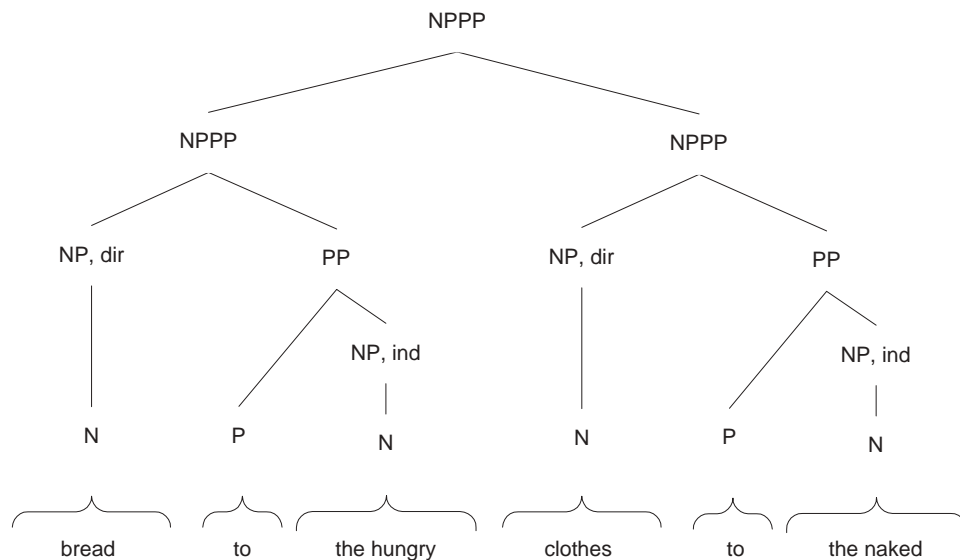 NPPP
NPPP NPPP
NP, dir PP NP, dir PP
NP, ind NP, ind
N P N N P N
bread to the hungry clothes to the naked